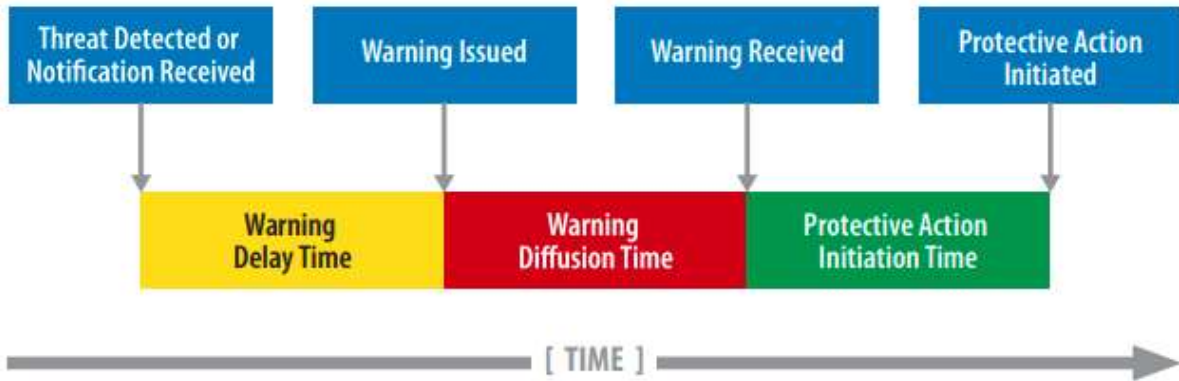 Threat Detected or
Notification Received
Warning Issued
Warning Received
Protective Action
Initiated
Warning
Delay Time
Warning
Diffusion Time
Protective Action
Initiation Time
[ TIME ]